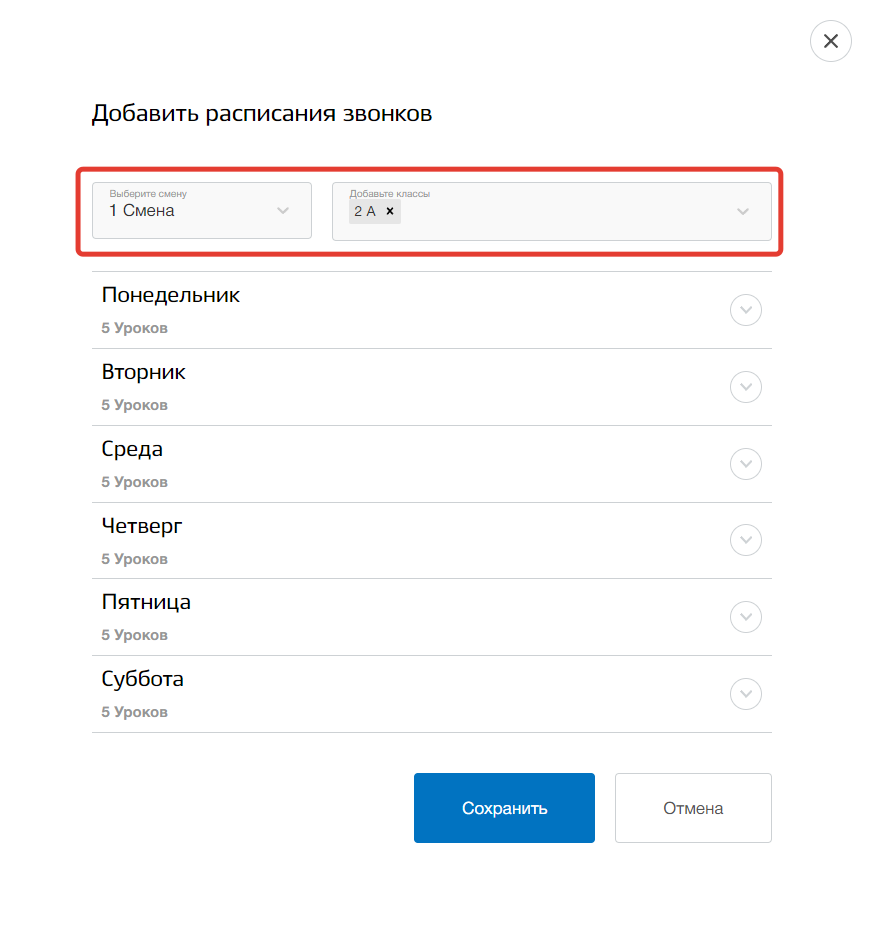 Добавить расписания звонков
Выберите смену
1 Смена
Добавьте классы
2 А ×
Понедельник
5 Уроков
Вторник
5 Уроков
Среда
5 Уроков
Четверг
5 Уроков
Пятница
5 Уроков
Суббота
5 Уроков
Сохранить
Отмена